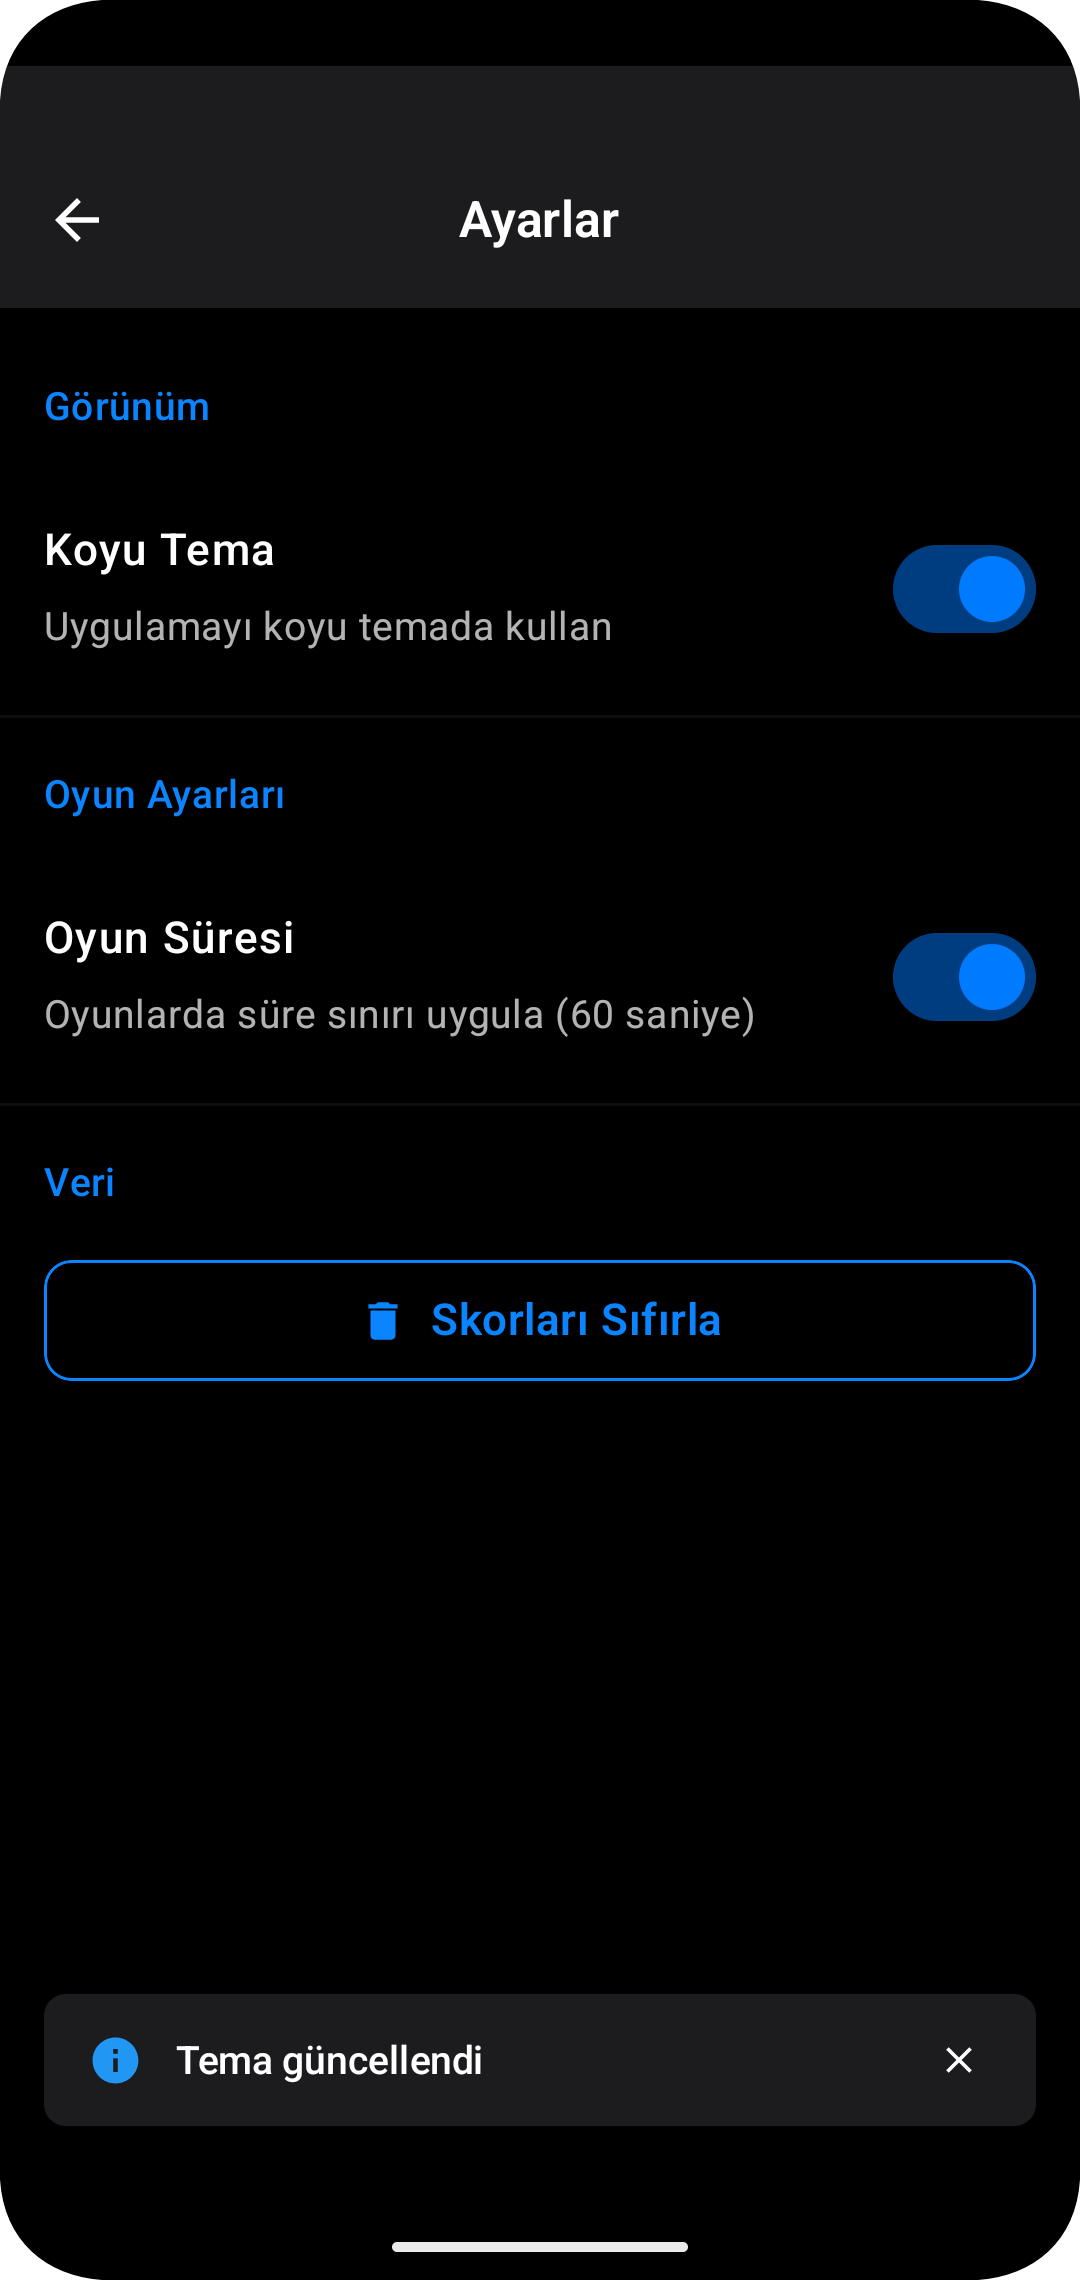 Ayarlar
Görünüm
Koyu Tema
Uygulamayı koyu temada kullan
Oyun Ayarları
Oyun Süresi
Oyunlarda süre sınırı uygula (60 saniye)
Veri
Skorları Sıfırla
Tema güncellendi